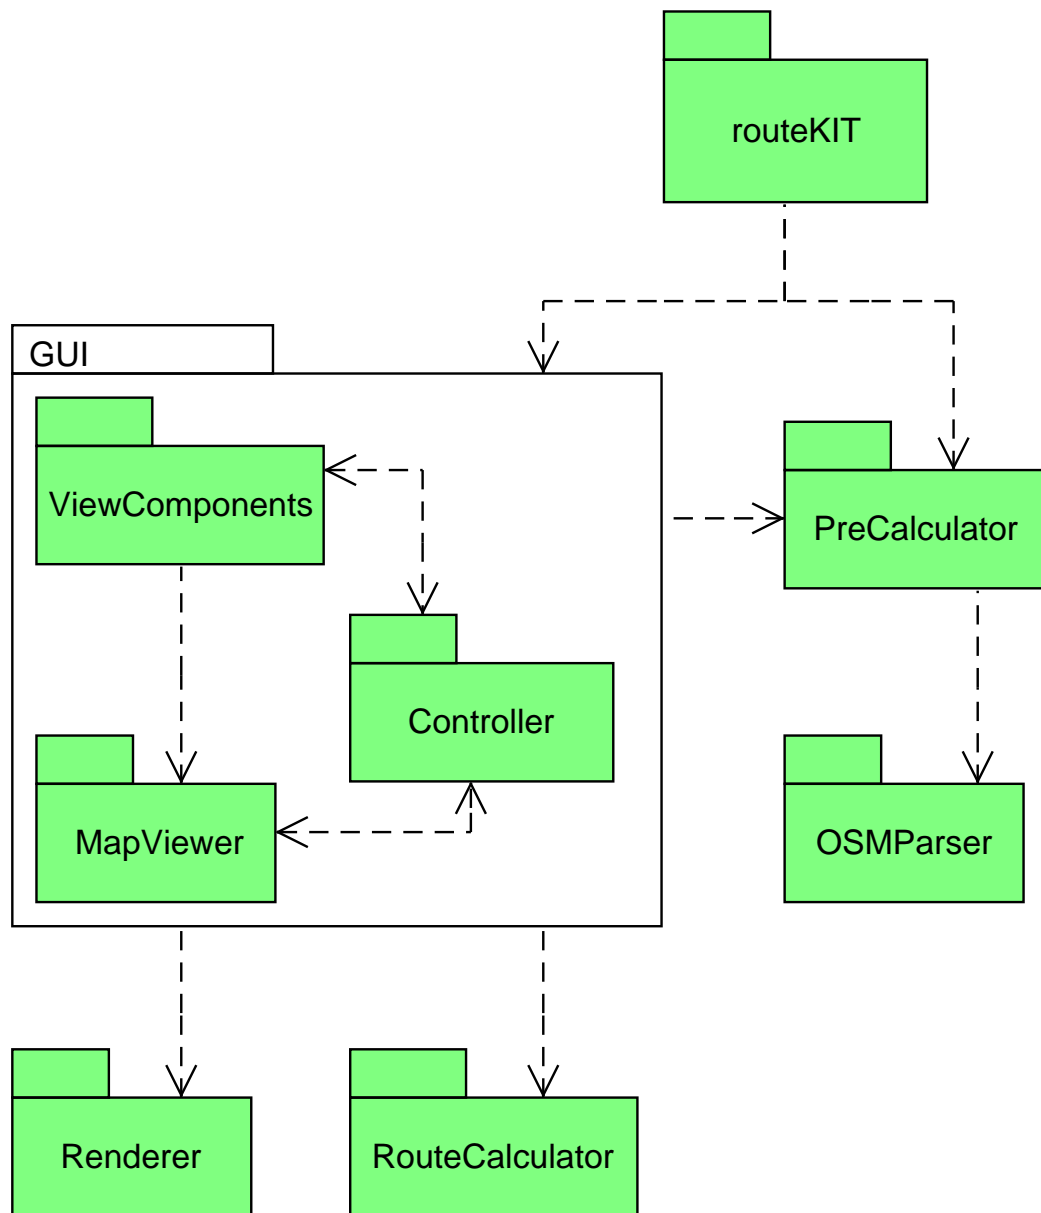 routeKIT
GUI
ViewComponents
PreCalculator
Controller
MapViewer
OSMParser
Renderer
RouteCalculator